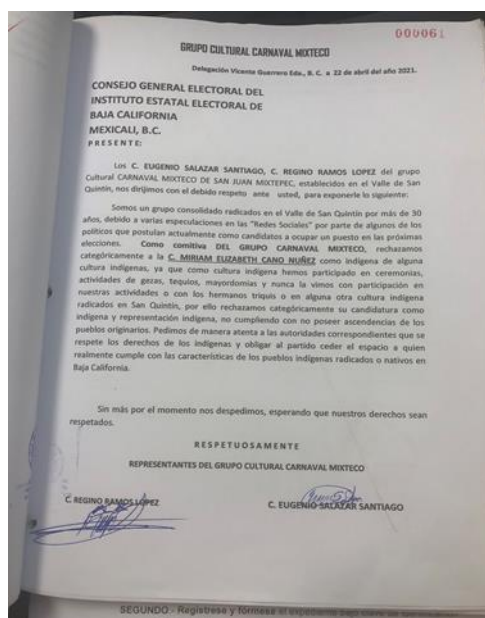 000061
GRUPO CULTURAL CARNAVAL MIXTECO
Delegación Vicente Guerrero Edo., B. C. a 22 de abril del año 2021.
CONSEJO GENERAL ELECTORAL DEL
INSTITUTO ESTATAL ELECTORAL DE
BAJA CALIFORNIA
MEXICALI, B.C.
P R E S E N T E:
Los C. EUGENIO SALAZAR SANTIAGO, C. REGINO RAMOS LOPEZ del grupo
Cultural CARNAVAL MIXTECO DE SAN JUAN MIXTEPEC, establecidos en el Valle de San
Quintín, nos dirijimos con el debido respeto ante usted, para exponerle lo siguiente:
Somos un grupo consolidado radicados en el Valle de San Quintín por más de 30
años, debido a varias especulaciones en las "Redes Sociales" por parte de algunos de los
políticos que postulan actualmente como candidatos a ocupar un puesto en las próximas
elecciones. Como comitiva DEL GRUPO CARNAVAL MIXTECO, rechazamos
categóricamente a la C. MIRIAM ELIZABETH CANO NUÑEZ como indígena de alguna
cultura indígenas, ya que como cultura indígena hemos participado en ceremonias,
actividades de gezas, tequios, mayordomias y nunca la vimos con participación en
nuestras actividades o con los hermanos triquis o en alguna otra cultura indígena
radicados en San Quintín, por ello rechazamos categóricamente su candidatura como
indígena y representación indígena, no cumpliendo con no poseer ascendencias de los
pueblos originarios. Pedimos de manera atenta a las autoridades correspondientes que se
respete los derechos de los indígenas y obligar al partido ceder el espacio a quien
realmente cumple con las características de los pueblos indígenas radicados o nativos en
Baja California.
Sin más por el momento nos despedimos, esperando que nuestros derechos sean
respetados.
R E S P E T U O S A M E N T E
REPRESENTANTES DEL GRUPO CULTURAL CARNAVAL MIXTECO
C. REGINO RAMOS LÓPEZ
C. EUGENIO SALAZAR SANTIAGO
SEGUNDO.- Regístrese y fórmese el expediente bajo clave de